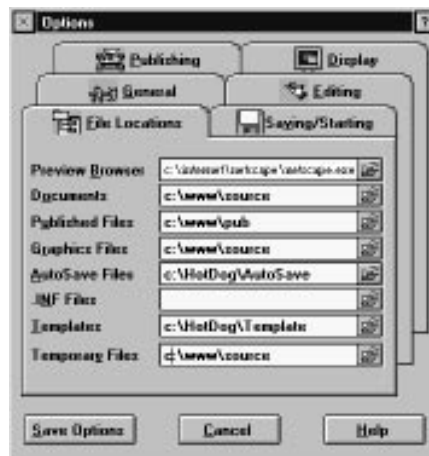 Options ?
Publishing Display
General Editing
File Locations Saving/Starting
Preview Browser c:\internet\netscape\netscape.exe
Documents c:\www\source
Published Files c:\www\pub
Graphics Files c:\www\source
AutoSave Files c:\HotDog\AutoSave
.INF Files
Templates c:\HotDog\Template
Temporary Files c:\www\source
Save Options Cancel Help